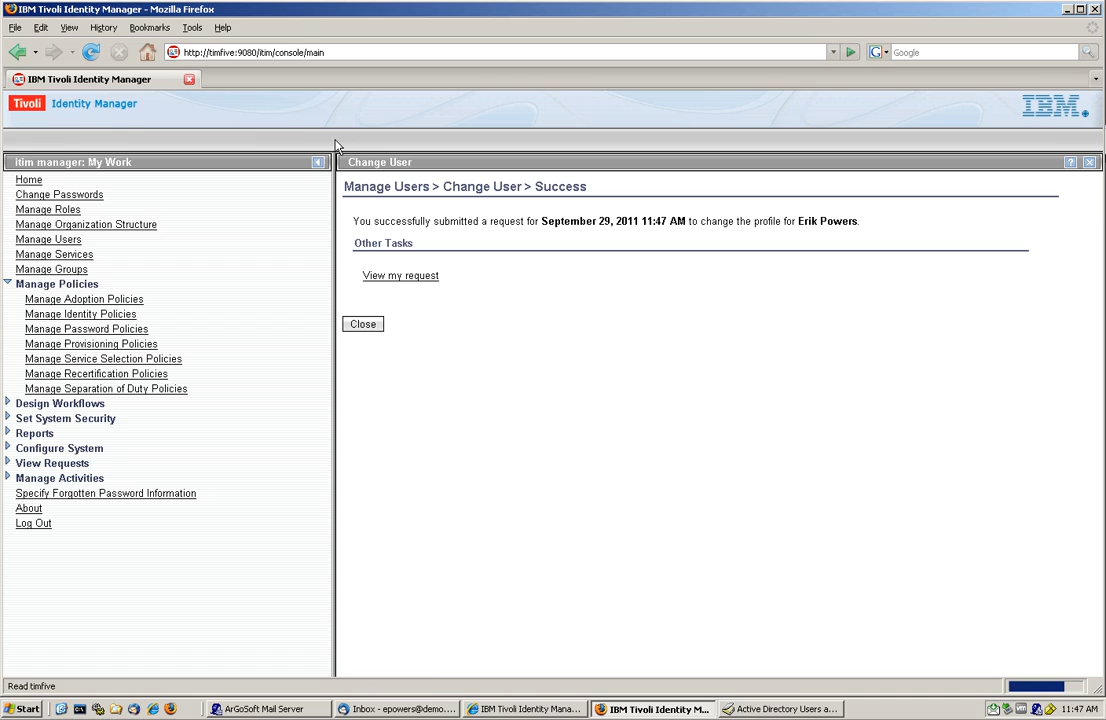 IBM Tivoli Identity Manager - Mozilla Firefox
File Edit View History Bookmarks Tools Help
http://timfive:9080/itim/console/main
Google
IBM Tivoli Identity Manager
Tivoli Identity Manager
IBM.
itim manager: My Work
Home
Change Passwords
Manage Roles
Manage Organization Structure
Manage Users
Manage Services
Manage Groups
Manage Policies
Manage Adoption Policies
Manage Identity Policies
Manage Password Policies
Manage Provisioning Policies
Manage Service Selection Policies
Manage Recertification Policies
Manage Separation of Duty Policies
Design Workflows
Set System Security
Reports
Configure System
View Requests
Manage Activities
Specify Forgotten Password Information
About
Log Out
Change User
Manage Users > Change User > Success
You successfully submitted a request for September 29, 2011 11:47 AM to change the profile for Erik Powers.
Other Tasks
View my request
Close
Read timfive
Start ArGoSoft Mail Server Inbox - epowers@demo.... IBM Tivoli Identity Mana... IBM Tivoli Identity M... Active Directory Users a... 11:47 AM